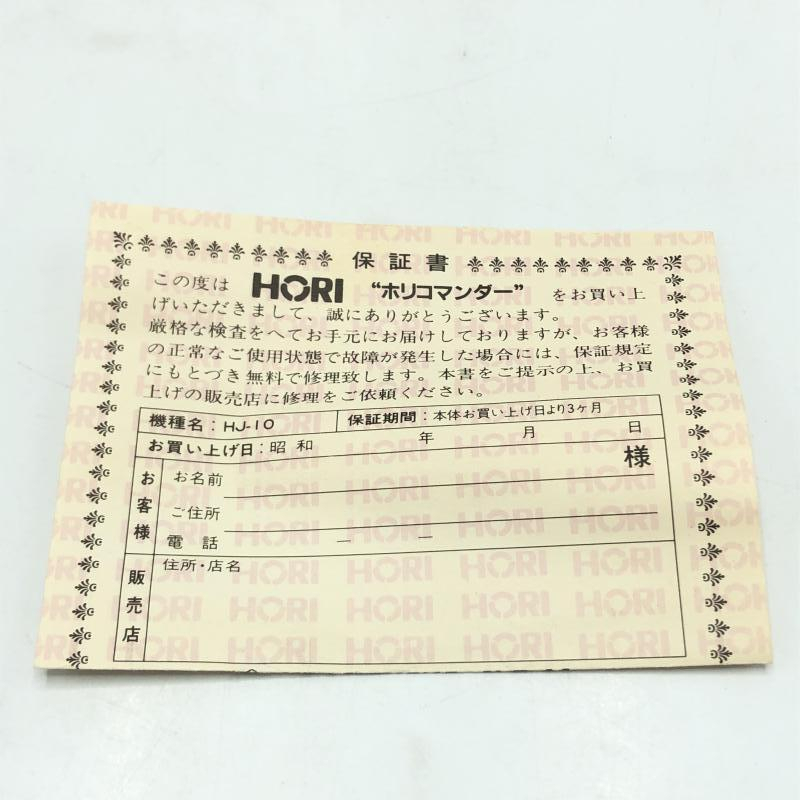 保証書
この度は HORI “ホリコマンダー” をお買い上
げいただきまして、誠にありがとうございます。
厳格な検査をへてお手元にお届けしておりますが、お客様
の正常なご使用状態で故障が発生した場合には、保証規定
にもとづき無料で修理致します。本書をご提示の上、お買
上げの販売店に修理をご依頼ください。
機種名：HJ-10 保証期間：本体お買い上げ日より3ヶ月
お買い上げ日：昭和 年 月 日
お客様
お名前 様
ご住所
電話 — —
販売店
住所・店名